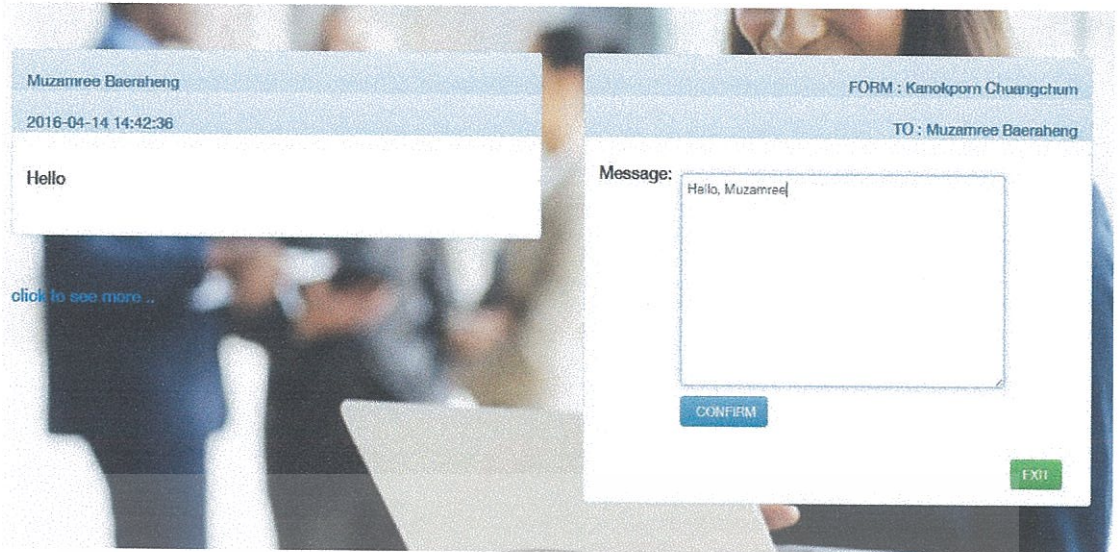 Muzamree Baeraheng
2016-04-14 14:42:36
Hello
click to see more ..
FORM : Kanokporn Chuangchum
TO : Muzamree Baeraheng
Message:
Hello, Muzamree
CONFIRM
EXIT